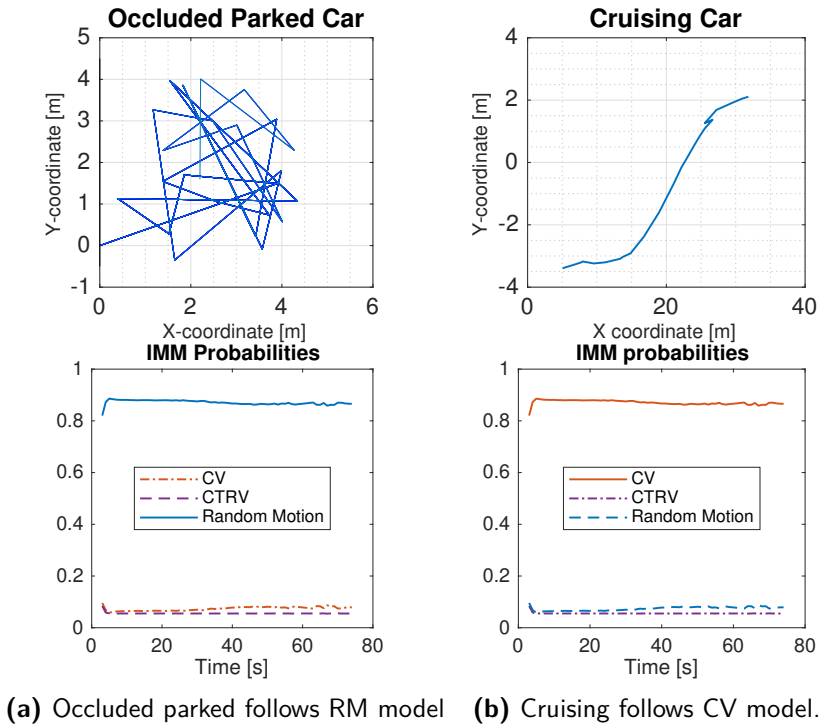 Occluded Parked Car
5
4
3
2
1
0
-1
Y-coordinate [m]
0
2
4
6
X-coordinate [m]
Cruising Car
4
2
0
-2
-4
Y-coordinate [m]
0
20
40
X coordinate [m]
IMM Probabilities
1
0.8
0.6
0.4
0.2
0
CV
CTRV
Random Motion
0
20
40
60
80
Time [s]
IMM probabilities
1
0.8
0.6
0.4
0.2
0
CV
CTRV
Random Motion
0
20
40
60
80
Time [s]
(a) Occluded parked follows RM model
(b) Cruising follows CV model.